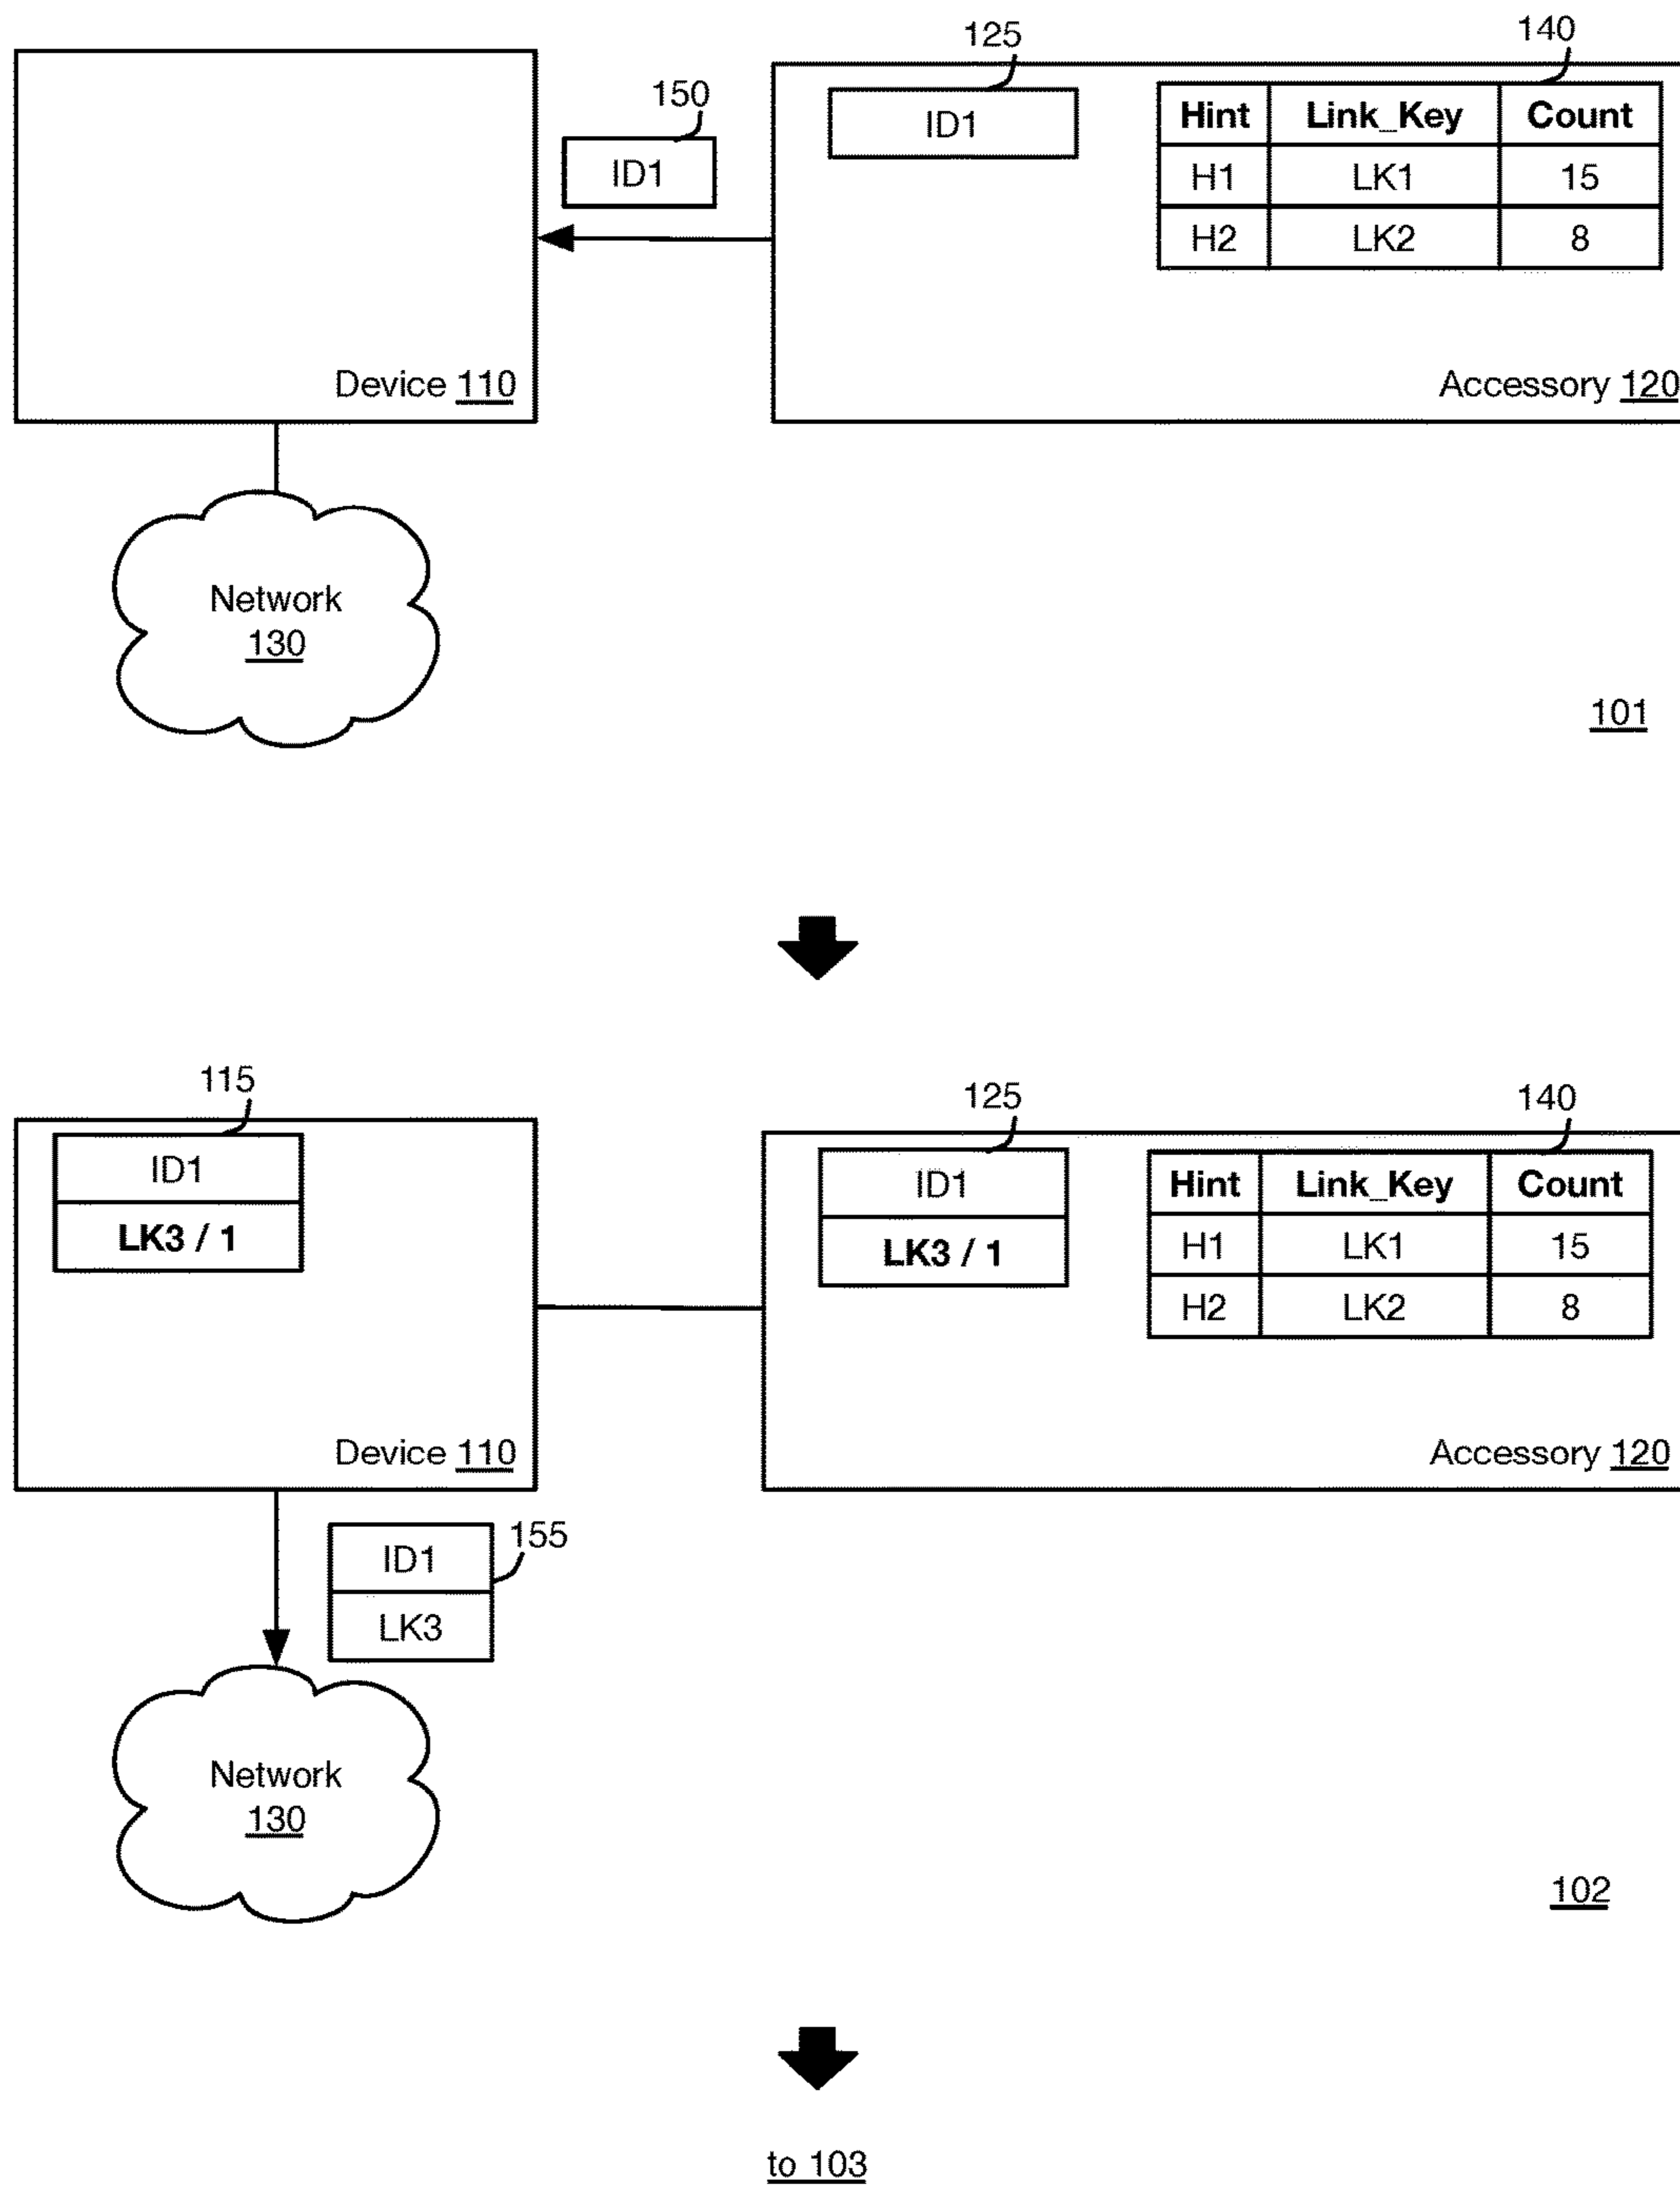 125
140
150
ID1
ID1
Hint Link_Key Count
H1 LK1 15
H2 LK2 8
Device 110
Accessory 120
Network
130
101
115
125
140
ID1
LK3 / 1
ID1
LK3 / 1
Hint Link_Key Count
H1 LK1 15
H2 LK2 8
Device 110
Accessory 120
ID1
LK3
155
Network
130
102
to 103